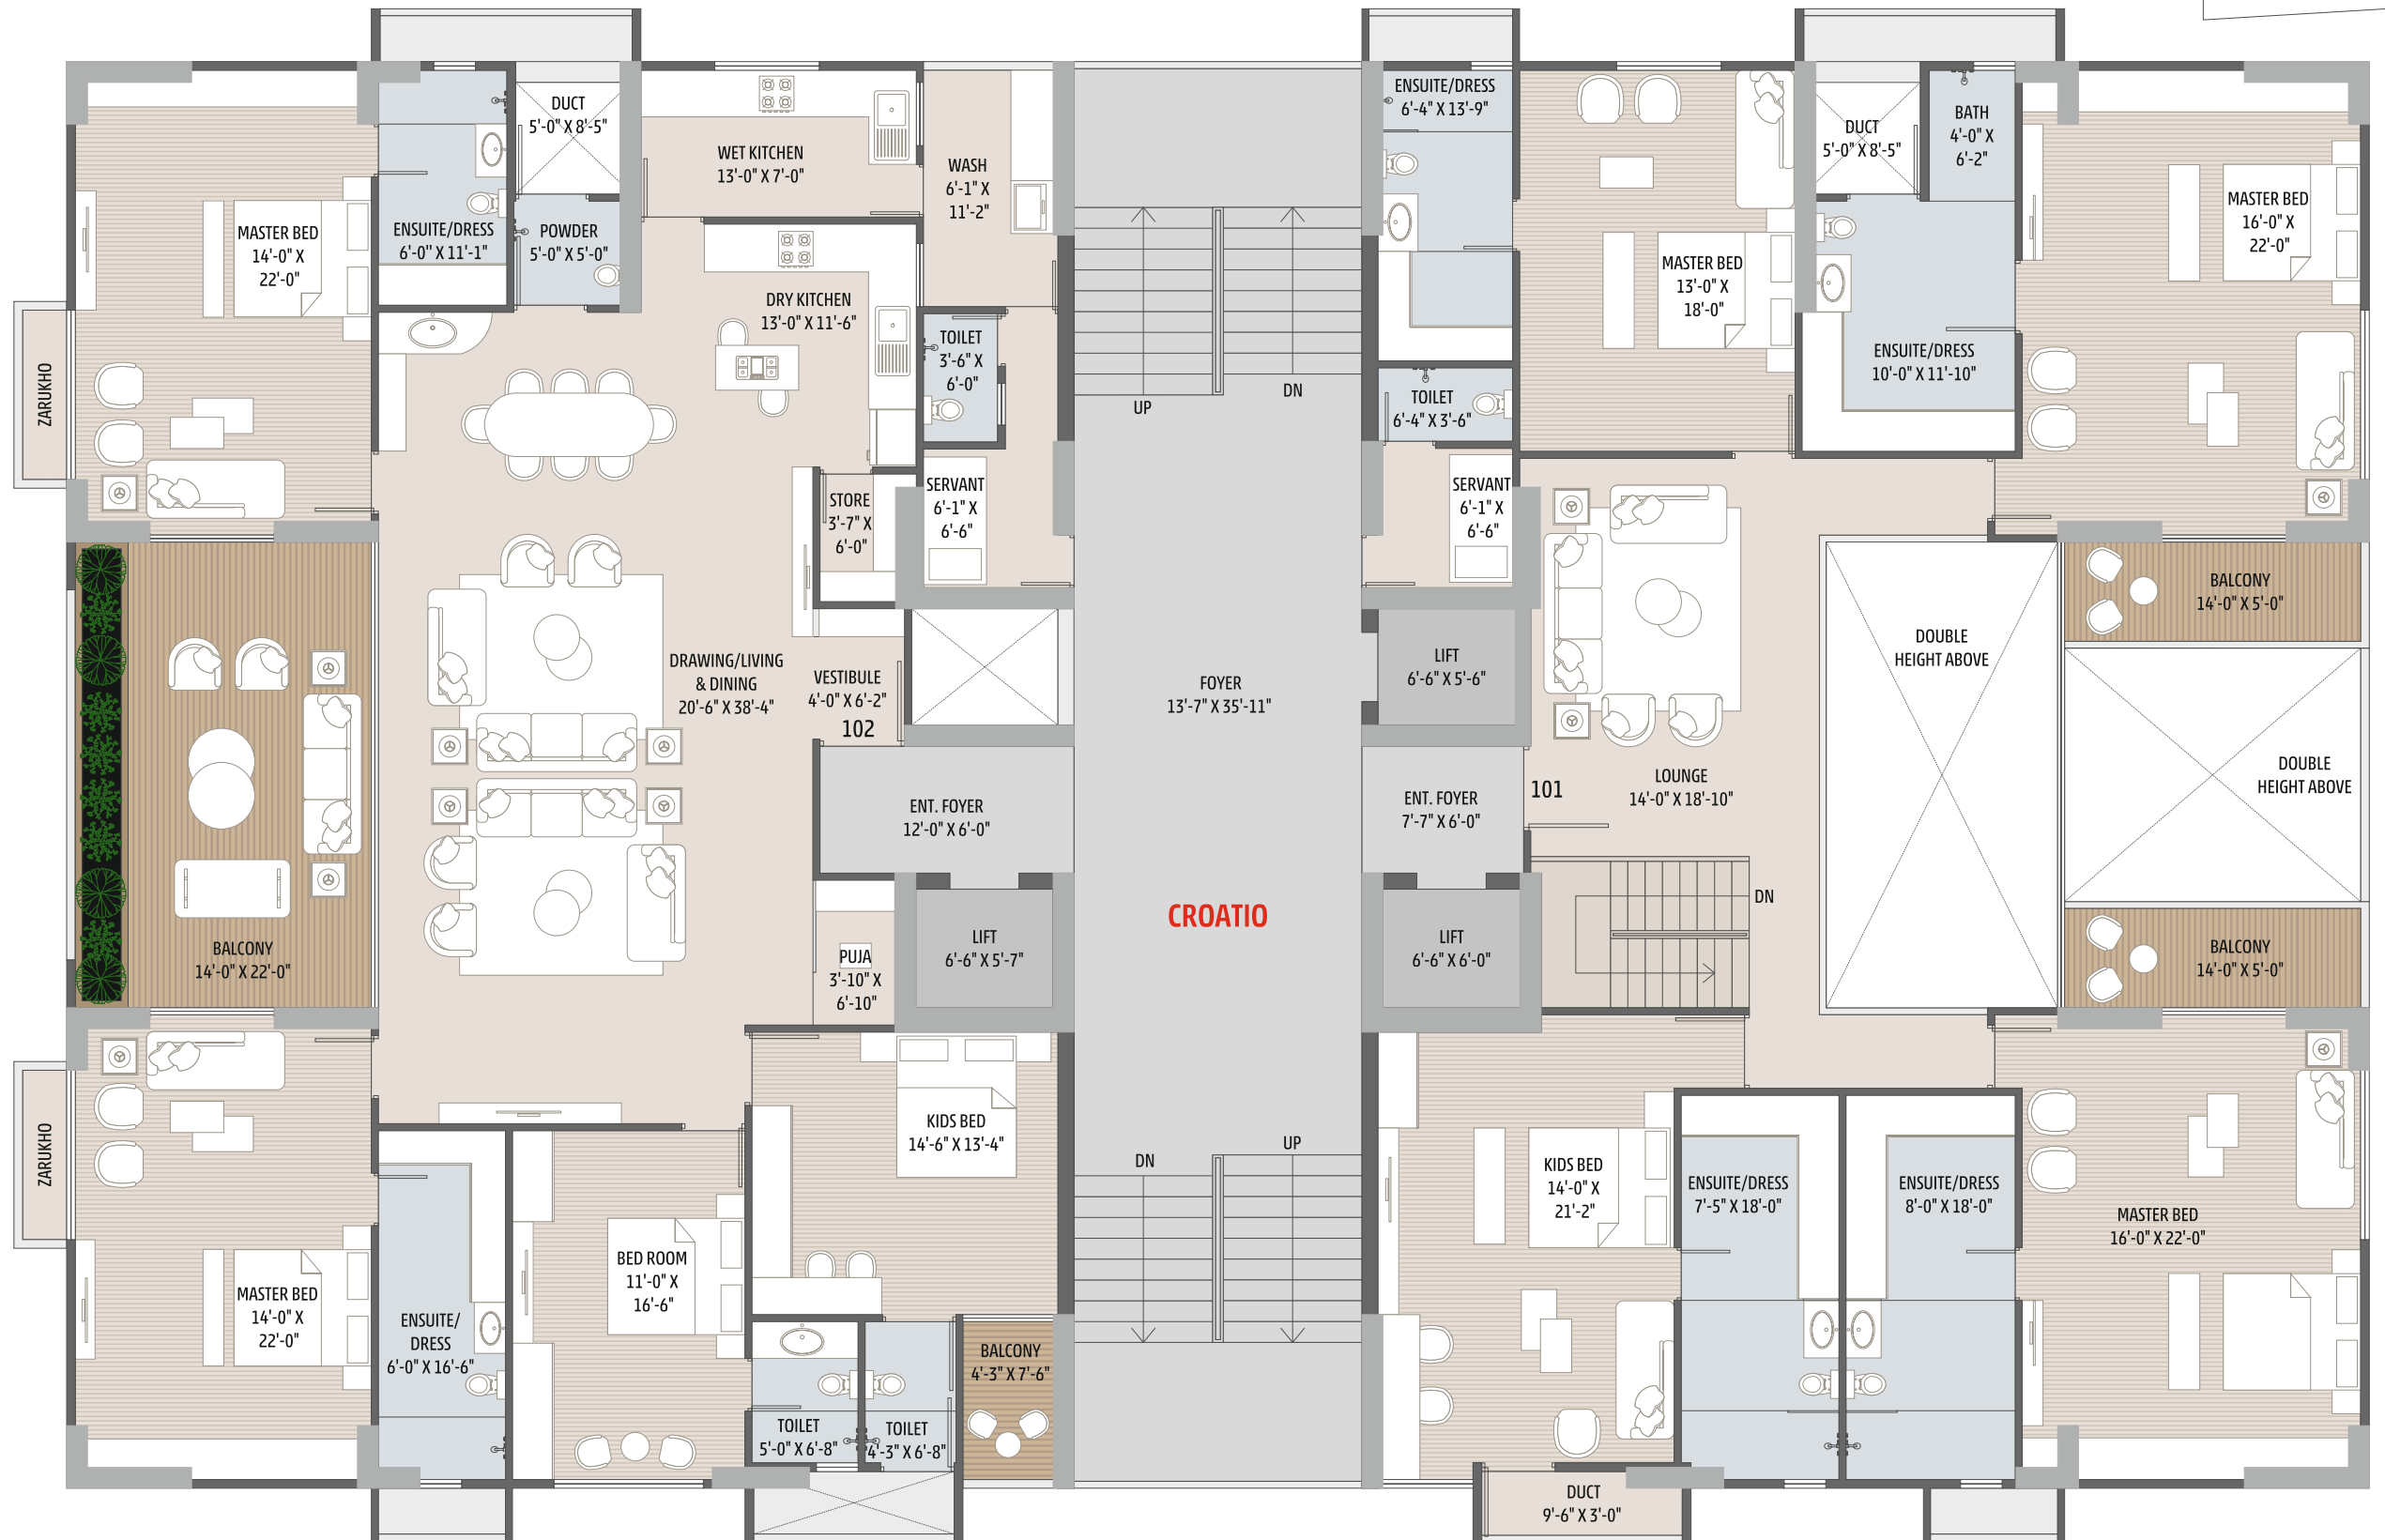 ENSUITE/DRESS
6'-4" X 13'-9"
DUCT
5'-0" X 8'-5"
BATH
4'-0" X
6'-2"
DUCT
5'-0" X 8'-5"
WET KITCHEN
13'-0" X 7'-0"
WASH
6'-1" X
11'-2"
MASTER BED
14'-0" X
22'-0"
ENSUITE/DRESS
6'-0" X 11'-1"
POWDER
5'-0" X 5'-0"
MASTER BED
13'-0" X
18'-0"
MASTER BED
16'-0" X
22'-0"
DRY KITCHEN
13'-0" X 11'-6"
TOILET
3'-6" X
6'-0"
ENSUITE/DRESS
10'-0" X 11'-10"
ZARUKHO
UP
DN
TOILET
6'-4" X 3'-6"
STORE
3'-7" X
6'-0"
SERVANT
6'-1" X
6'-6"
SERVANT
6'-1" X
6'-6"
BALCONY
14'-0" X 5'-0"
DOUBLE
HEIGHT ABOVE
DRAWING/LIVING
& DINING
20'-6" X 38'-4"
VESTIBULE
4'-0" X 6'-2"
102
FOYER
13'-7" X 35'-11"
LIFT
6'-6" X 5'-6"
DOUBLE
HEIGHT ABOVE
ENT. FOYER
12'-0" X 6'-0"
ENT. FOYER
7'-7" X 6'-0"
101
LOUNGE
14'-0" X 18'-10"
DN
CROATIO
BALCONY
14'-0" X 22'-0"
PUJA
3'-10" X
6'-10"
LIFT
6'-6" X 5'-7"
LIFT
6'-6" X 6'-0"
BALCONY
14'-0" X 5'-0"
ZARUKHO
KIDS BED
14'-6" X 13'-4"
DN
UP
KIDS BED
14'-0" X
21'-2"
ENSUITE/DRESS
7'-5" X 18'-0"
ENSUITE/DRESS
8'-0" X 18'-0"
MASTER BED
16'-0" X 22'-0"
MASTER BED
14'-0" X
22'-0"
ENSUITE/
DRESS
6'-0" X 16'-6"
BED ROOM
11'-0" X
16'-6"
BALCONY
4'-3" X 7'-6"
TOILET
5'-0" X 6'-8"
TOILET
4'-3" X 6'-8"
DUCT
9'-6" X 3'-0"